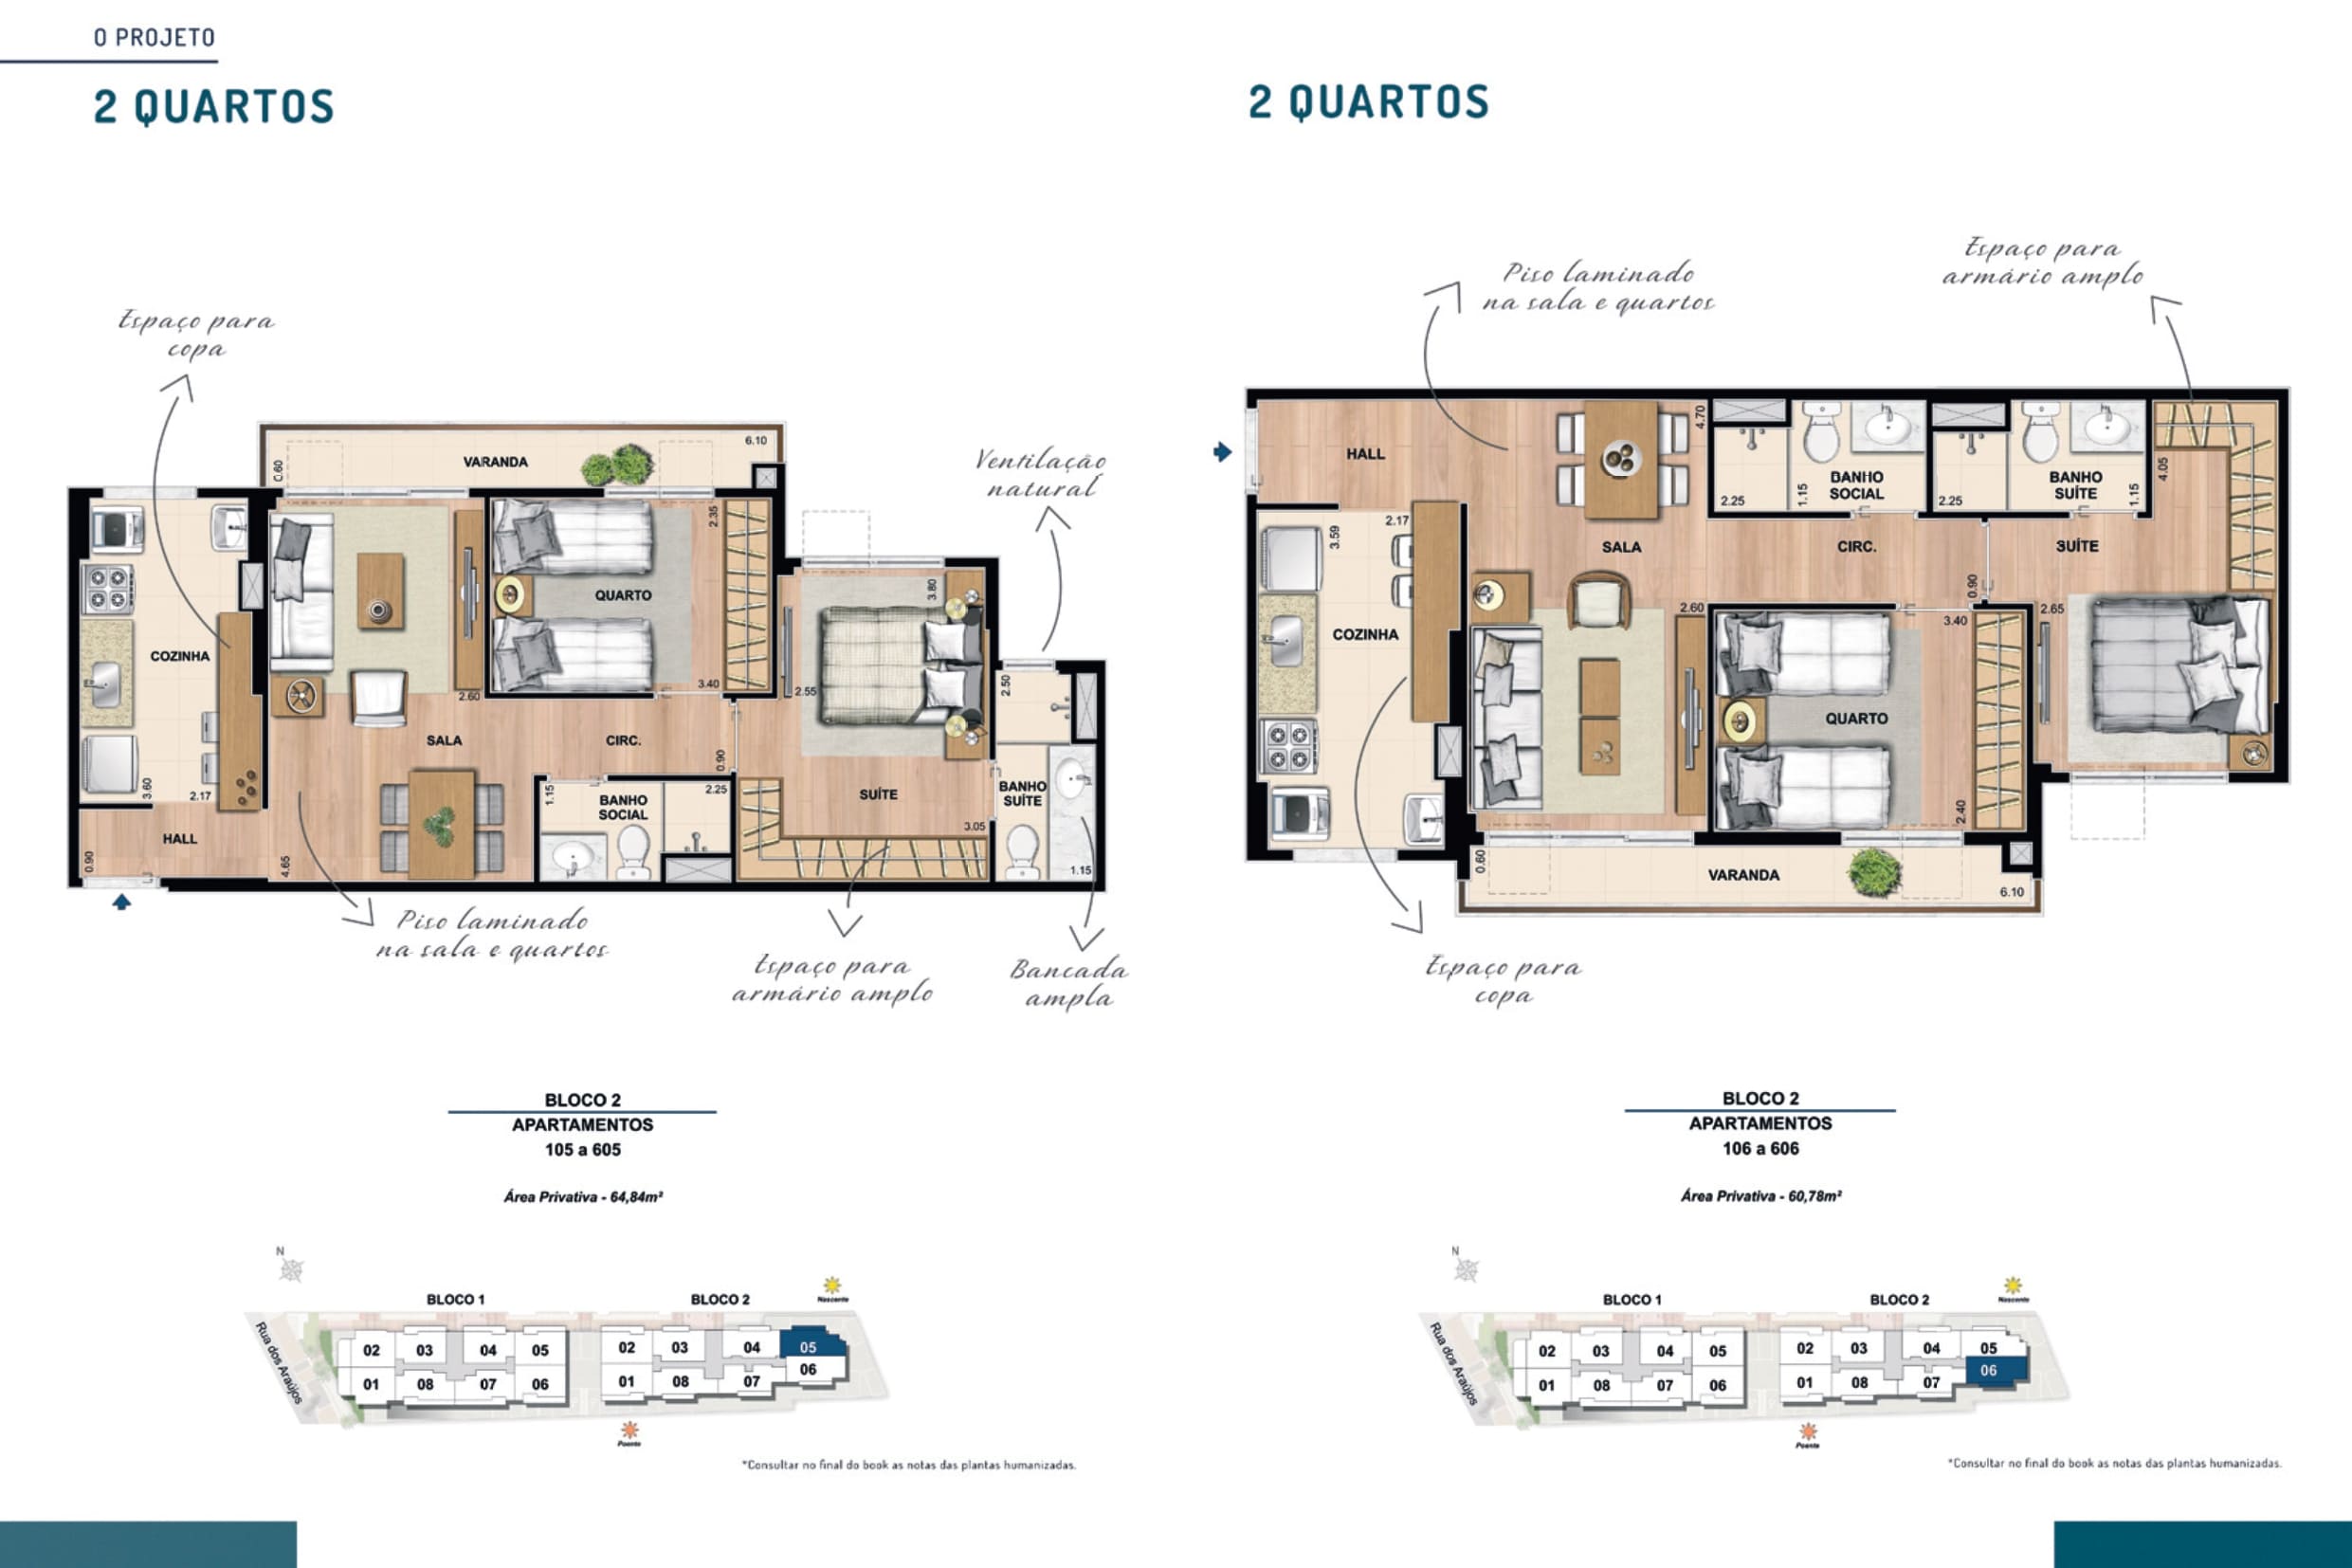 O PROJETO
2 QUARTOS
Espaço para
copa
Ventilação
natural
VARANDA
6.10
0.60
QUARTO
2.35
3.40
COZINHA
3.60
2.17
2.60
SALA
4.65
CIRC.
0.90
HALL
0.90
BANHO
SOCIAL
1.15
2.25
SUÍTE
3.80
2.55
3.05
BANHO
SUÍTE
2.50
1.15
Piso laminado
na sala e quartos
Espaço para
armário amplo
Bancada
ampla
BLOCO 2
APARTAMENTOS
105 a 605
Área Privativa - 64,84m²
N
BLOCO 1
BLOCO 2
Nascente
Rua dos Araújos
02 03 04 05 02 03 04 05
01 08 07 06 01 08 07 06
Poente
*Consultar no final do book as notas das plantas humanizadas.
2 QUARTOS
Piso laminado
na sala e quartos
Espaço para
armário amplo
HALL
4.70
BANHO
SOCIAL
2.25
1.15
BANHO
SUÍTE
2.25
1.15
4.05
2.17
3.59
SALA
CIRC.
0.90
SUÍTE
2.60
3.40
2.65
COZINHA
QUARTO
2.40
0.60
VARANDA
6.10
Espaço para
copa
BLOCO 2
APARTAMENTOS
106 a 606
Área Privativa - 60,78m²
N
BLOCO 1
BLOCO 2
Nascente
Rua dos Araújos
02 03 04 05 02 03 04 05
01 08 07 06 01 08 07 06
Poente
*Consultar no final do book as notas das plantas humanizadas.